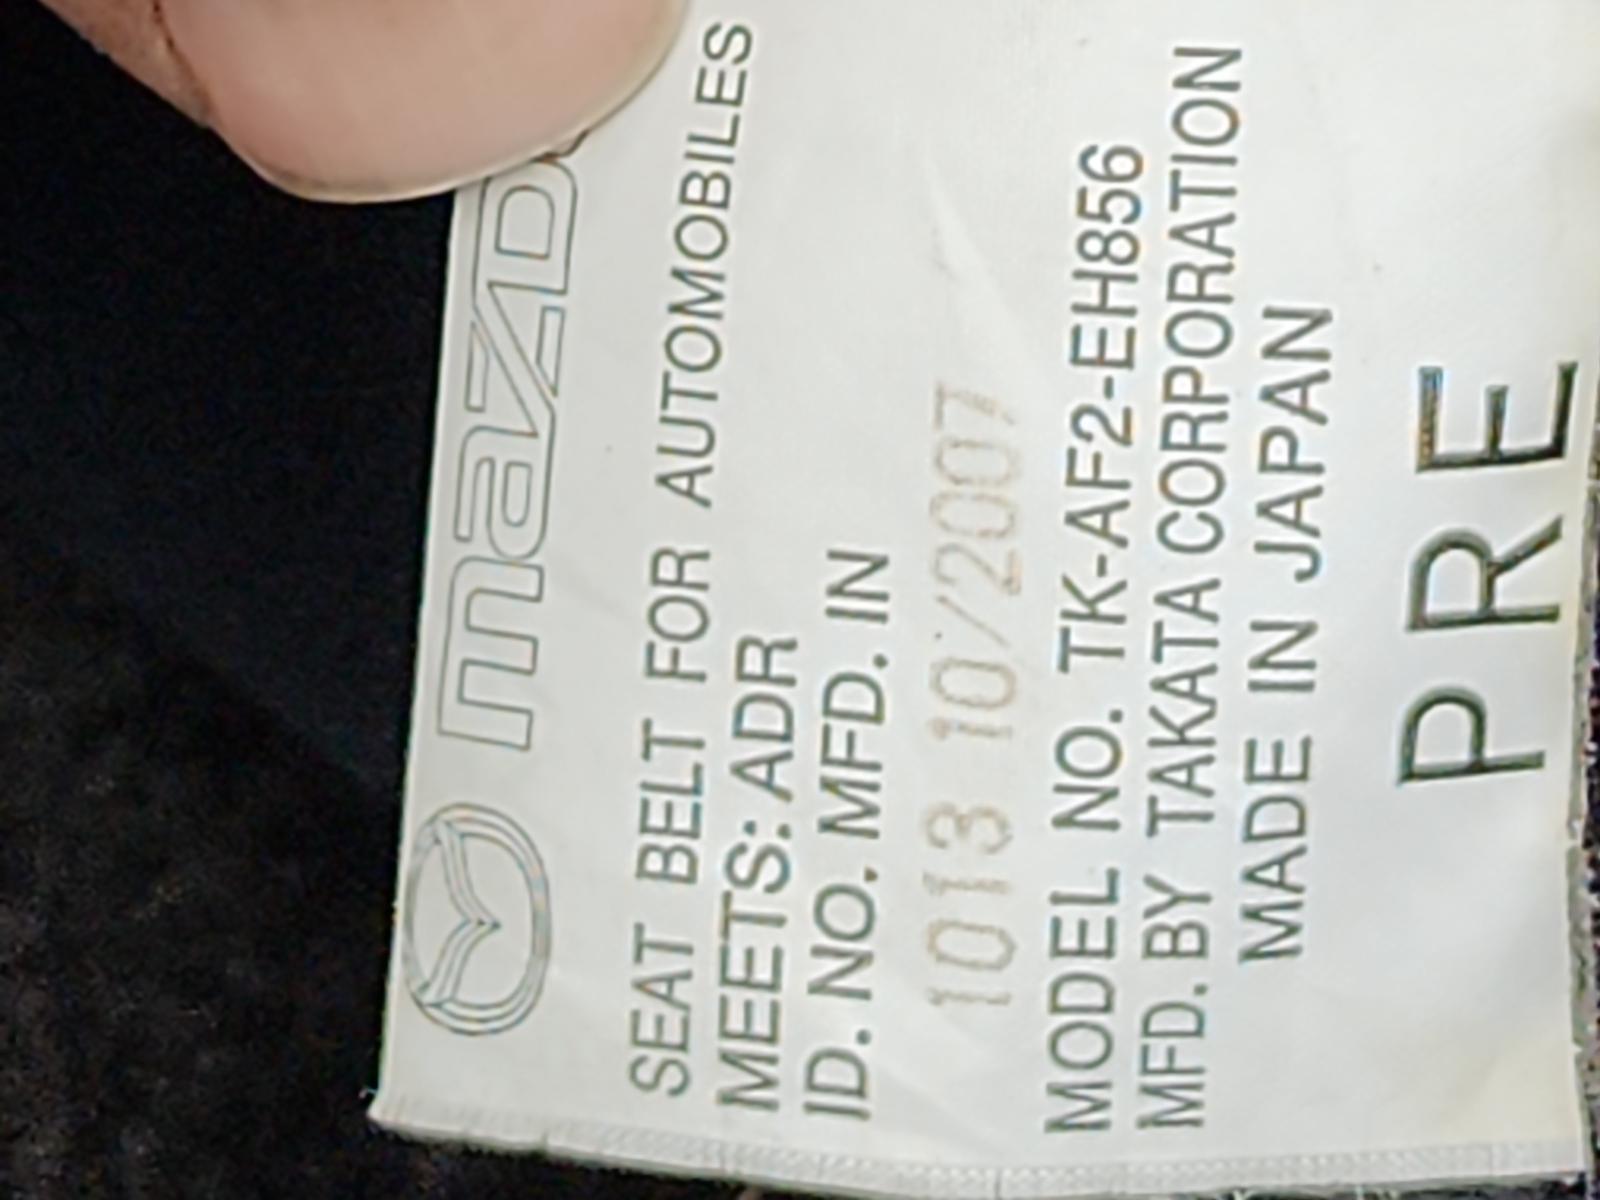 mazda
SEAT BELT FOR AUTOMOBILES
MEETS: ADR
ID. NO. MFD. IN
1013 10/2007
MODEL NO. TK-AF2-EH856
MFD. BY TAKATA CORPORATION
MADE IN JAPAN
PRE